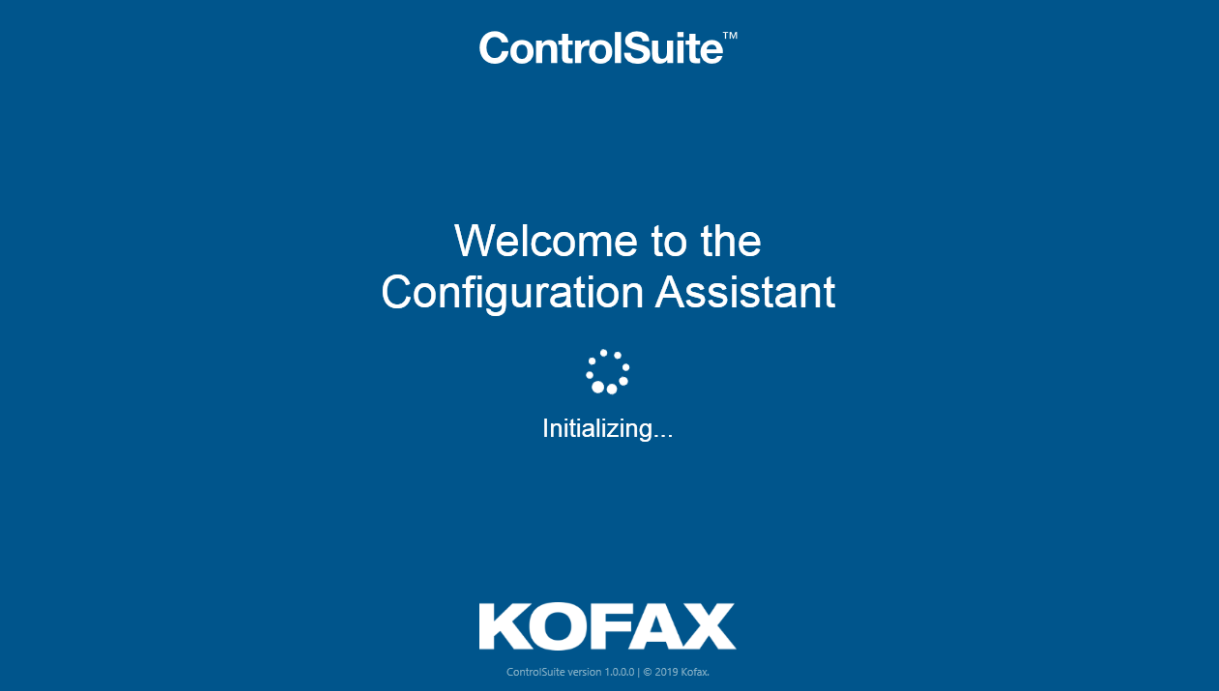 ControlSuite™
Welcome to the
Configuration Assistant
Initializing...
KOFAX
ControlSuite version 1.0.0.0 | © 2019 Kofax.